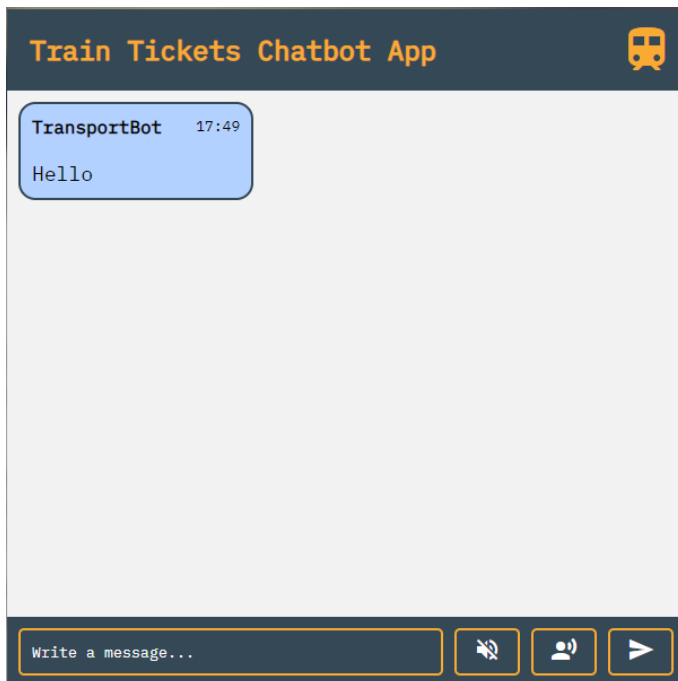 Train Tickets Chatbot App
TransportBot 17:49
Hello
Write a message...